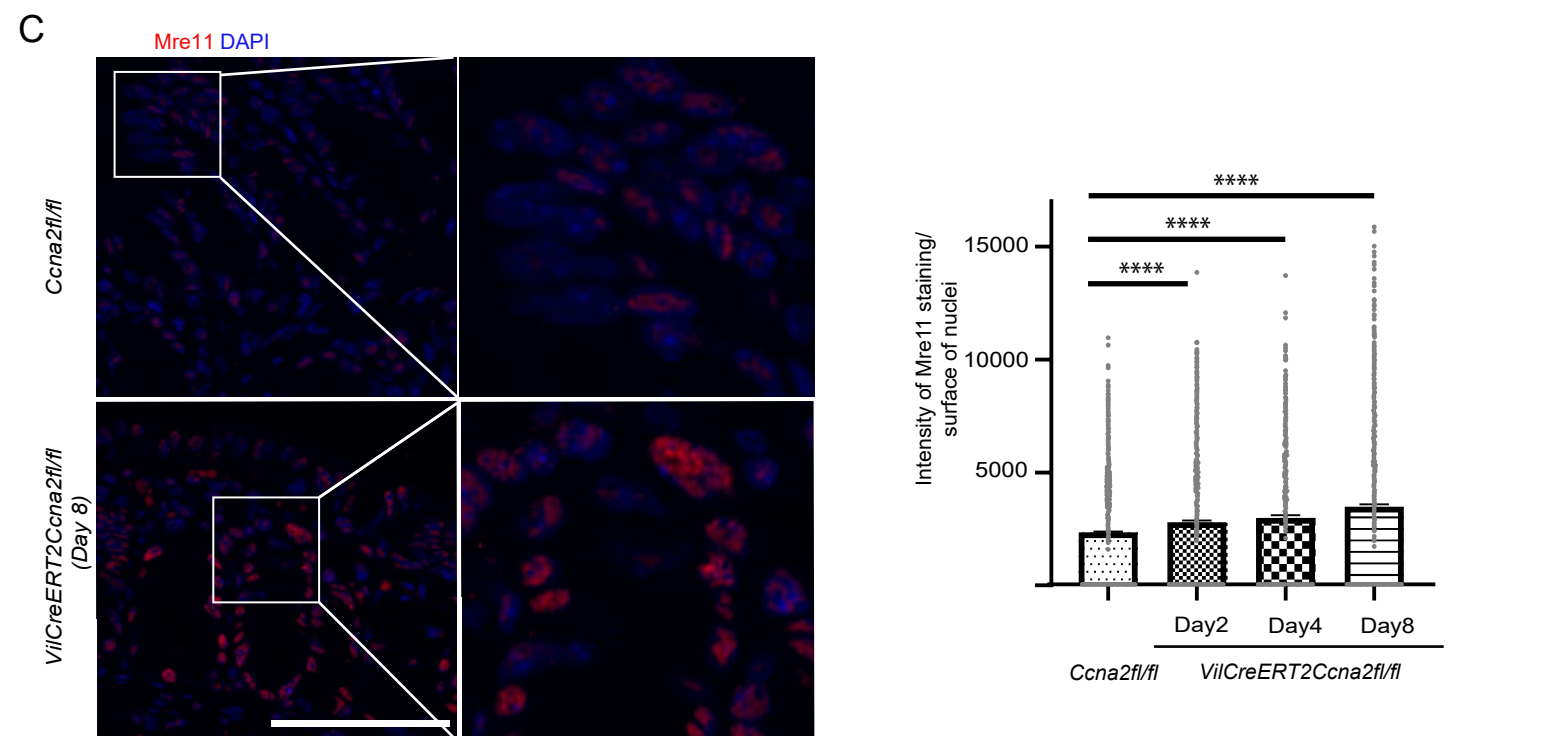 C
Mre11 DAPI
Ccna2fl/fl
VilCreERT2Ccna2fl/fl
(Day 8)
Intensity of Mre11 staining/
surface of nuclei
15000
10000
5000
****
****
****
Day2 Day4 Day8
Ccna2fl/fl VilCreERT2Ccna2fl/fl